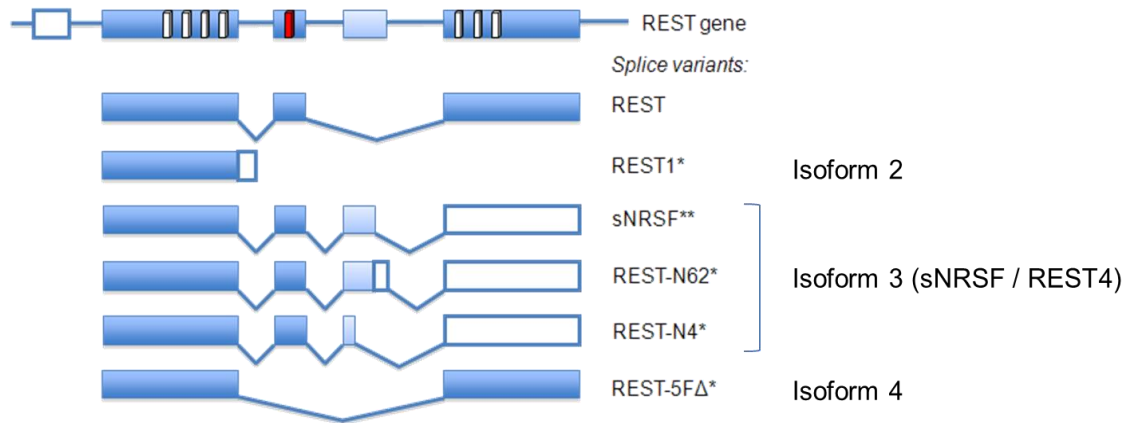 REST gene
Splice variants:
REST
REST1* Isoform 2
sNRSF**
REST-N62* Isoform 3 (sNRSF / REST4)
REST-N4*
REST-5FΔ* Isoform 4